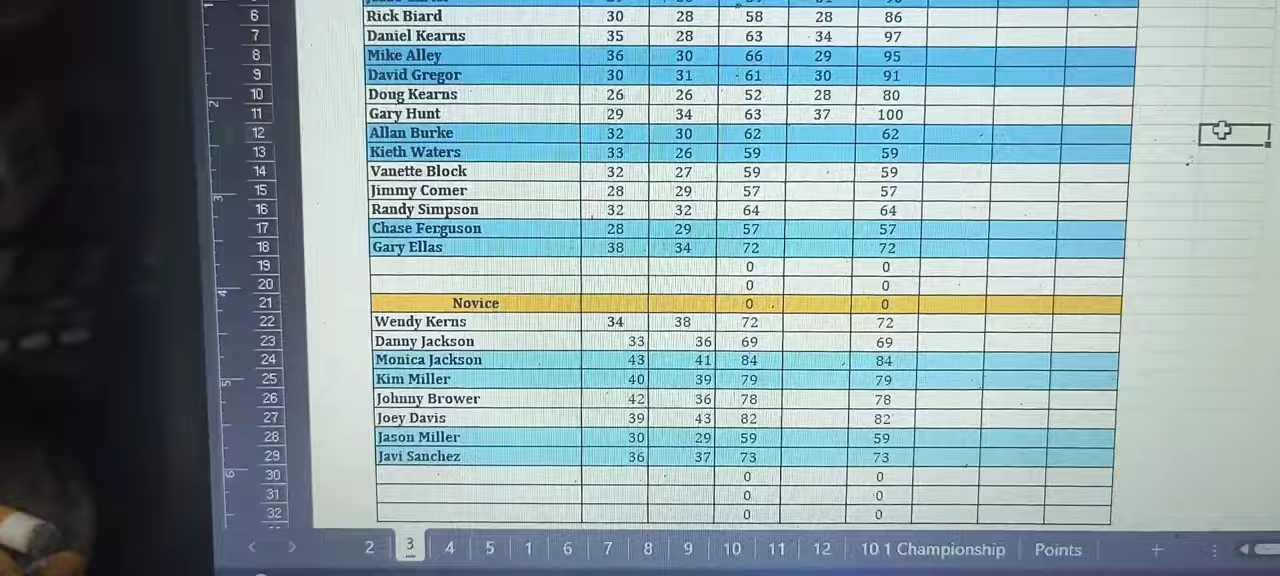 6 Rick Biard 30 28 58 28 86
7 Daniel Kearns 35 28 63 34 97
8 Mike Alley 36 30 66 29 95
9 David Gregor 30 31 61 30 91
10 Doug Kearns 26 26 52 28 80
11 Gary Hunt 29 34 63 37 100
12 Allan Burke 32 30 62 62
13 Kieth Waters 33 26 59 59
14 Vanette Block 32 27 59 59
15 Jimmy Comer 28 29 57 57
16 Randy Simpson 32 32 64 64
17 Chase Ferguson 28 29 57 57
18 Gary Ellas 38 34 72 72
19 0 0
20 0 0
21 Novice 0 0
22 Wendy Kerns 34 38 72 72
23 Danny Jackson 33 36 69 69
24 Monica Jackson 43 41 84 84
25 Kim Miller 40 39 79 79
26 Johnny Brower 42 36 78 78
27 Joey Davis 39 43 82 82
28 Jason Miller 30 29 59 59
29 Javi Sanchez 36 37 73 73
30 0 0
31 0 0
32 0 0
2 3 4 5 1 6 7 8 9 10 11 12 10 1 Championship Points
2
3
4
5
6